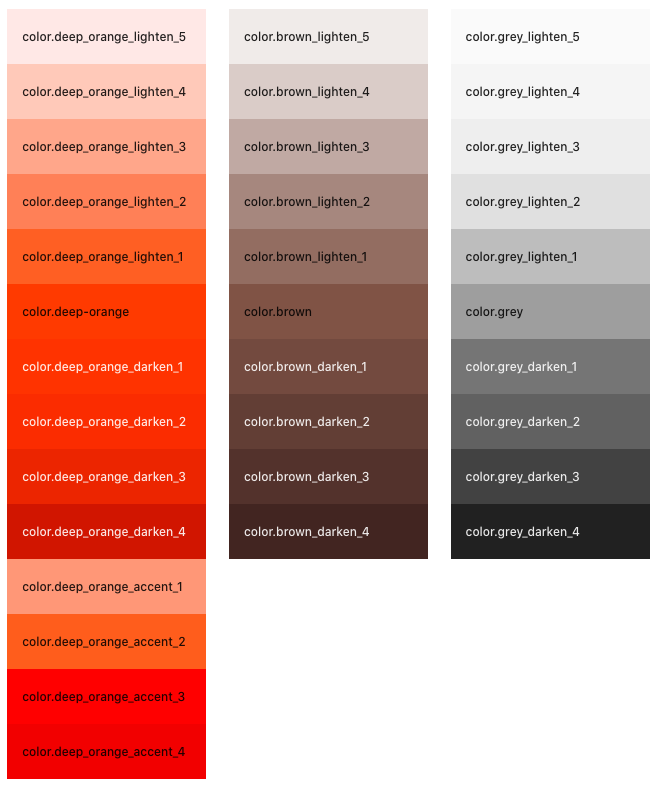 color.deep_orange_lighten_5
color.deep_orange_lighten_4
color.deep_orange_lighten_3
color.deep_orange_lighten_2
color.deep_orange_lighten_1
color.deep-orange
color.deep_orange_darken_1
color.deep_orange_darken_2
color.deep_orange_darken_3
color.deep_orange_darken_4
color.deep_orange_accent_1
color.deep_orange_accent_2
color.deep_orange_accent_3
color.deep_orange_accent_4
color.brown_lighten_5
color.brown_lighten_4
color.brown_lighten_3
color.brown_lighten_2
color.brown_lighten_1
color.brown
color.brown_darken_1
color.brown_darken_2
color.brown_darken_3
color.brown_darken_4
color.grey_lighten_5
color.grey_lighten_4
color.grey_lighten_3
color.grey_lighten_2
color.grey_lighten_1
color.grey
color.grey_darken_1
color.grey_darken_2
color.grey_darken_3
color.grey_darken_4